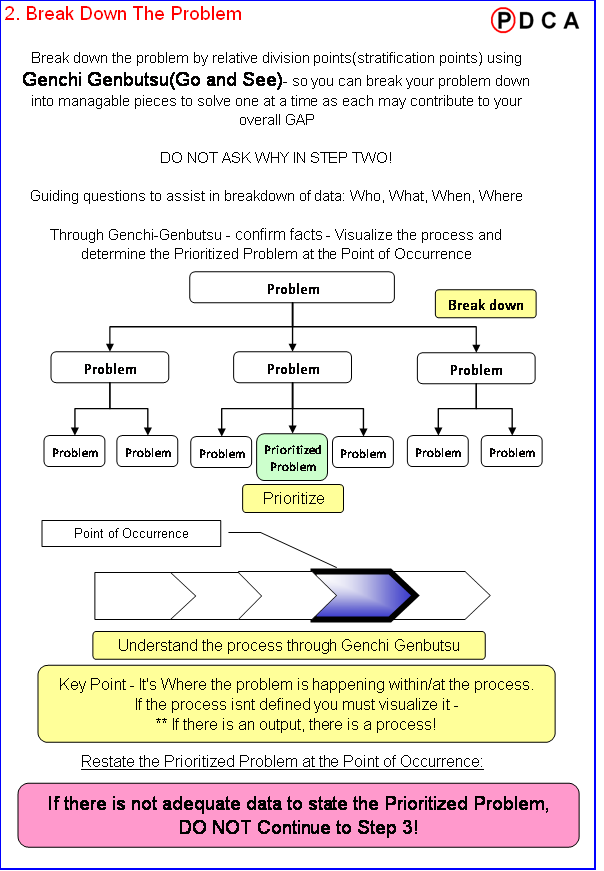 2. Break Down The Problem
PDCA
Break down the problem by relative division points(stratification points) using
Genchi Genbutsu(Go and See)- so you can break your problem down
into managable pieces to solve one at a time as each may contribute to your
overall GAP
DO NOT ASK WHY IN STEP TWO!
Guiding questions to assist in breakdown of data: Who, What, When, Where
Through Genchi-Genbutsu - confirm facts - Visualize the process and
determine the Prioritized Problem at the Point of Occurrence
Problem
Break down
Problem
Problem
Problem
Problem
Problem
Problem
Prioritized
Problem
Problem
Problem
Problem
Prioritize
Point of Occurrence
Understand the process through Genchi Genbutsu
Key Point - It's Where the problem is happening within/at the process.
If the process isnt defined you must visualize it -
** If there is an output, there is a process!
Restate the Prioritized Problem at the Point of Occurrence:
If there is not adequate data to state the Prioritized Problem,
DO NOT Continue to Step 3!